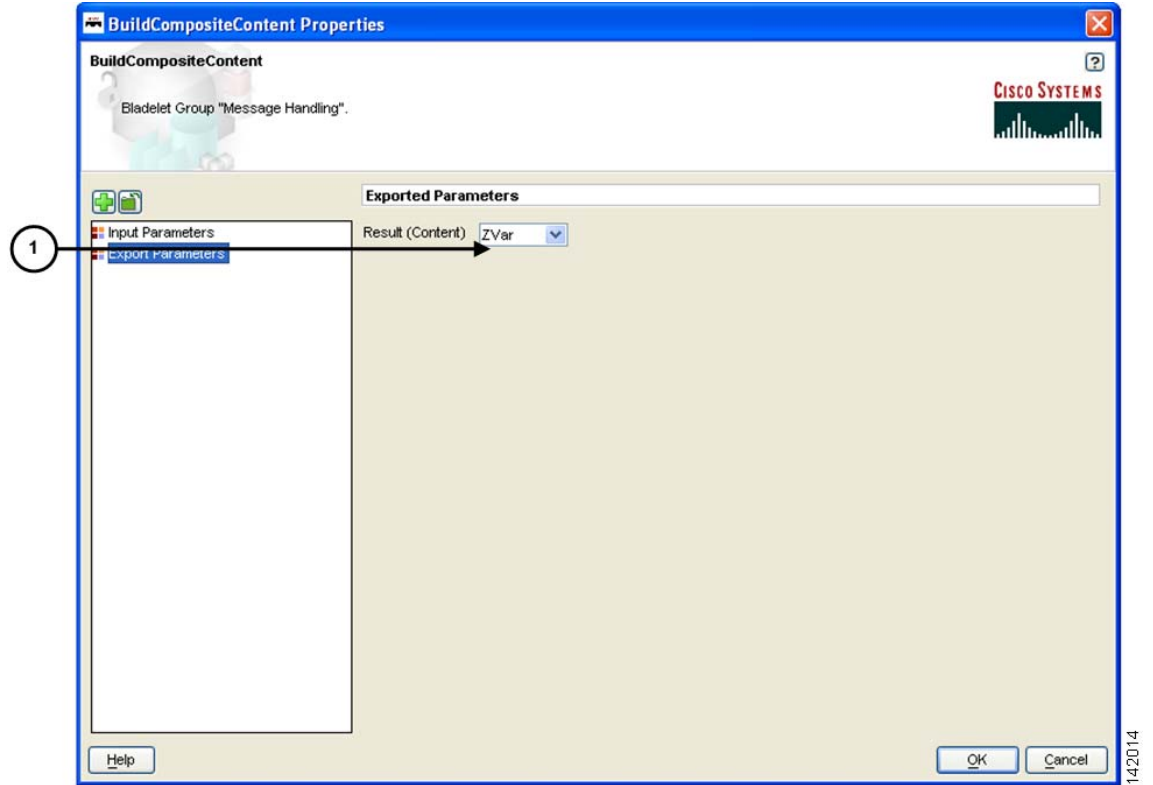 BuildCompositeContent Properties
BuildCompositeContent
?
Bladelet Group "Message Handling".
CISCO SYSTEMS
Exported Parameters
Input Parameters
Result (Content) ZVar
1
Export Parameters
Help
OK
Cancel
142014